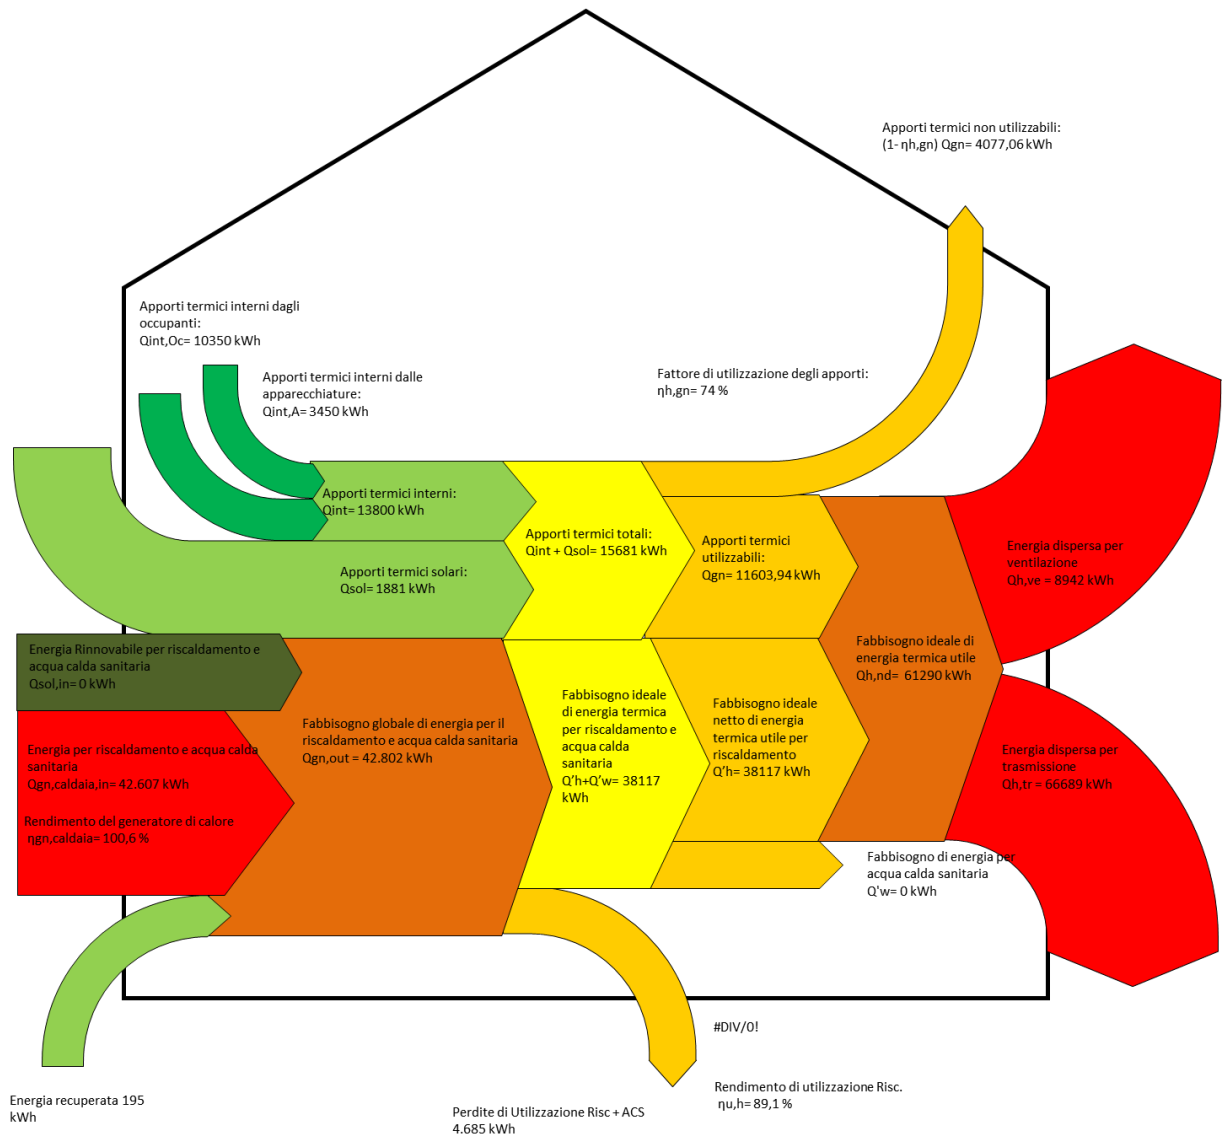 Apporti termici non utilizzabili:
(1- ηh,gn) Qgn= 4077,06 kWh
Apporti termici interni dagli
occupanti:
Qint,Oc= 10350 kWh
Apporti termici interni dalle
apparecchiature:
Qint,A= 3450 kWh
Fattore di utilizzazione degli apporti:
ηh,gn= 74 %
Apporti termici interni:
Qint= 13800 kWh
Apporti termici totali:
Qint + Qsol= 15681 kWh
Apporti termici
utilizzabili:
Qgn= 11603,94 kWh
Energia dispersa per
ventilazione
Qh,ve = 8942 kWh
Apporti termici solari:
Qsol= 1881 kWh
Energia Rinnovabile per riscaldamento e
acqua calda sanitaria
Qsol,in= 0 kWh
Fabbisogno ideale di
energia termica utile
Qh,nd= 61290 kWh
Fabbisogno globale di energia per il
riscaldamento e acqua calda sanitaria
Qgn,out = 42.802 kWh
Fabbisogno ideale
di energia termica
per riscaldamento e
acqua calda
sanitaria
Q'h+Q'w= 38117
kWh
Fabbisogno ideale
netto di energia
termica utile per
riscaldamento
Q'h= 38117 kWh
Energia per riscaldamento e acqua calda
sanitaria
Qgn,caldaia,in= 42.607 kWh
Rendimento del generatore di calore
ηgn,caldaia= 100,6 %
Energia dispersa per
trasmissione
Qh,tr = 66689 kWh
Fabbisogno di energia per
acqua calda sanitaria
Q'w= 0 kWh
#DIV/0!
Rendimento di utilizzazione Risc.
ηu,h= 89,1 %
Energia recuperata 195
kWh
Perdite di Utilizzazione Risc + ACS
4.685 kWh